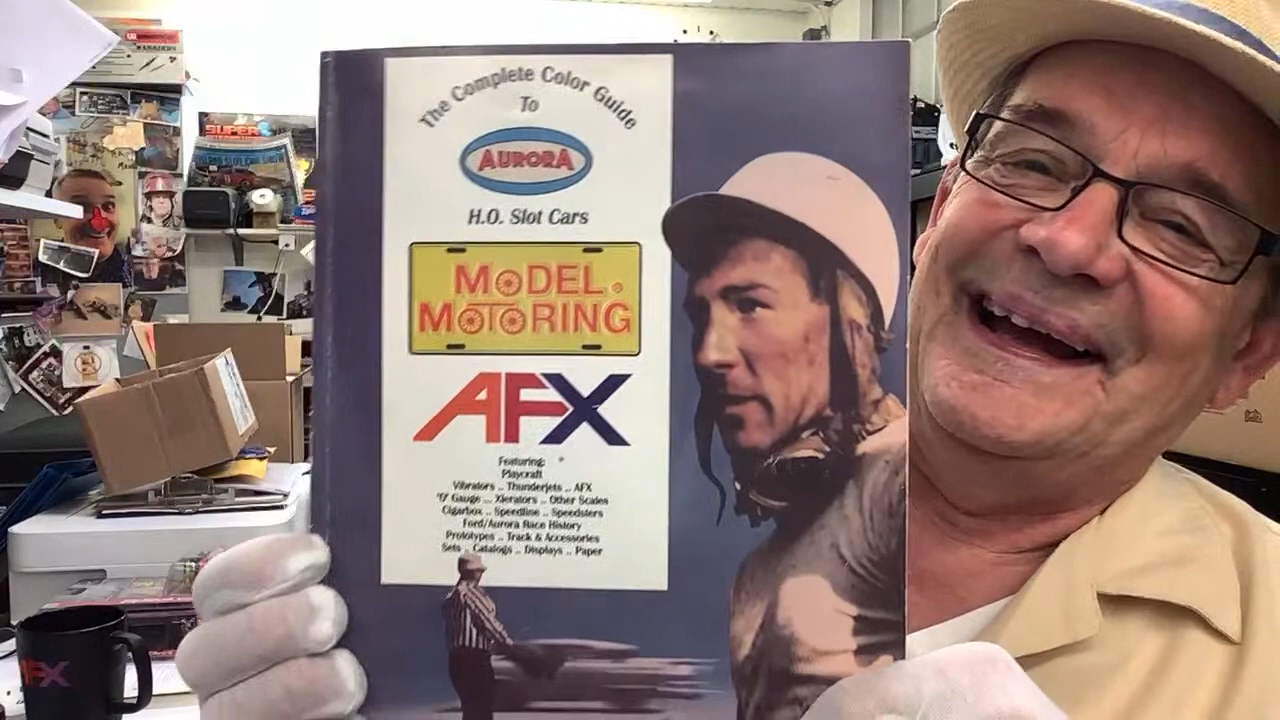 The Complete Color Guide
To
AURORA
H.O. Slot Cars
MODEL
MOTORING
AFX
Featuring:
Playcraft
Vibrators .. Thunderjets .. AFX
'O' Gauge ... Xlerators .. Other Scales
Cigarbox .. Speedline .. Speedsters
Ford/Aurora Race History
Prototypes .. Track & Accessories
Sets .. Catalogs .. Displays .. Paper
SUPER
AFX